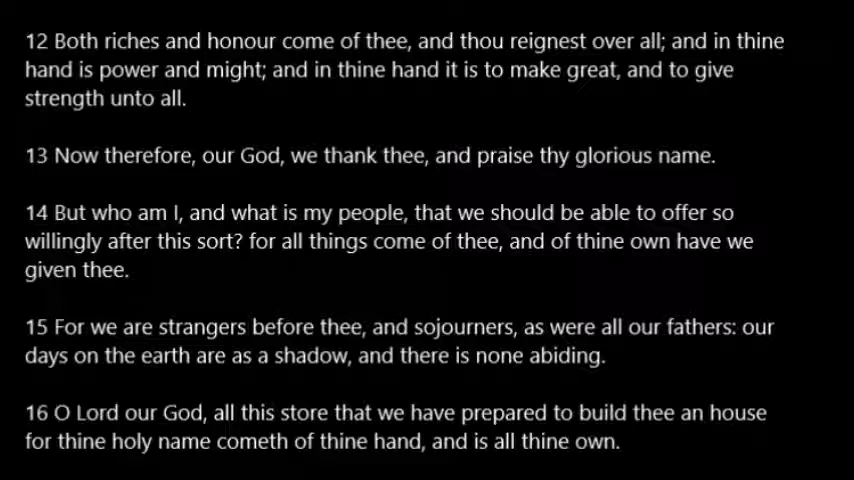 12 Both riches and honour come of thee, and thou reignest over all; and in thine
hand is power and might; and in thine hand it is to make great, and to give
strength unto all.
13 Now therefore, our God, we thank thee, and praise thy glorious name.
14 But who am I, and what is my people, that we should be able to offer so
willingly after this sort? for all things come of thee, and of thine own have we
given thee.
15 For we are strangers before thee, and sojourners, as were all our fathers: our
days on the earth are as a shadow, and there is none abiding.
16 O Lord our God, all this store that we have prepared to build thee an house
for thine holy name cometh of thine hand, and is all thine own.